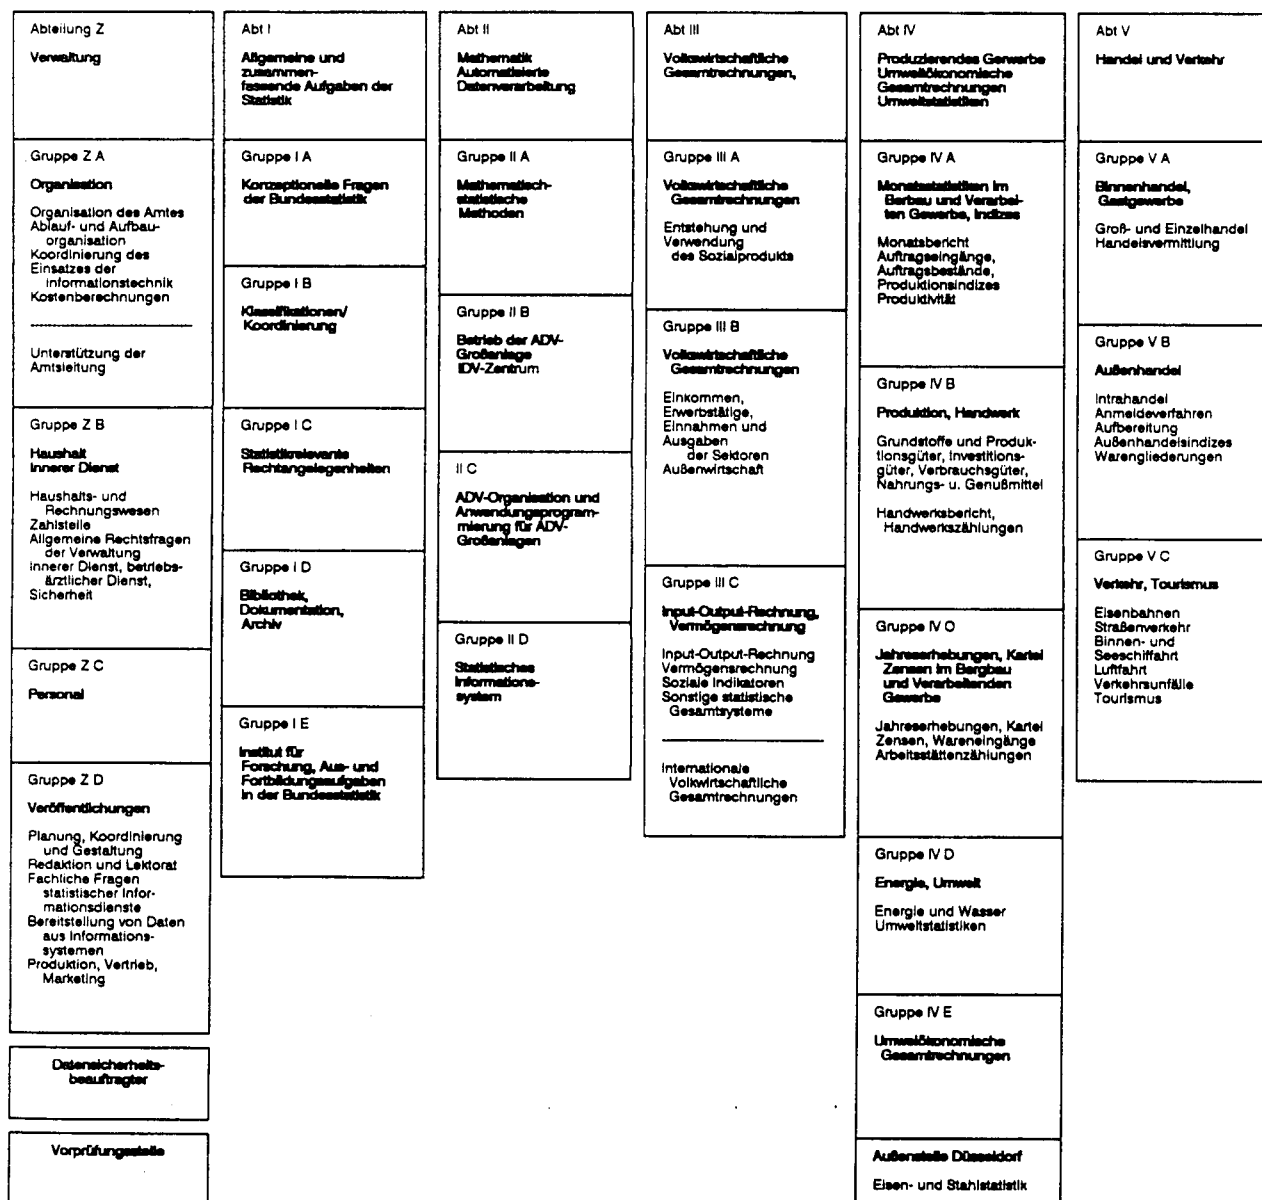 Abteilung Z
Verwaltung
Gruppe Z A
Organisation
Organisation des Amtes
Ablauf- und Aufbau-
organisation
Koordinierung des
Einsatzes der
Informationstechnik
Kostenberechnungen
Unterstützung der
Amtsleitung
Gruppe Z B
Haushalt
Innerer Dienst
Haushalts- und
Rechnungswesen
Zahlstelle
Allgemeine Rechtsfragen
der Verwaltung
Innerer Dienst, betriebs-
ärztlicher Dienst,
Sicherheit
Gruppe Z C
Personal
Gruppe Z D
Veröffentlichungen
Planung, Koordinierung
und Gestaltung
Redaktion und Lektorat
Fachliche Fragen
statistischer Infor-
mationsdienste
Bereitstellung von Daten
aus Informations-
systemen
Produktion, Vertrieb,
Marketing
Datensicherheits-
beauftragter
Vorprüfungsstelle
Abt I
Allgemeine und
zusammen-
fassende Aufgaben der
Statistik
Gruppe I A
Konzeptionelle Fragen
der Bundesstatistik
Gruppe I B
Klassifikationen/
Koordinierung
Gruppe I C
Statistikrelevante
Rechtangelegenheiten
Gruppe I D
Bibliothek,
Dokumentation,
Archiv
Gruppe I E
Institut für
Forschung, Aus- und
Fortbildungsaufgaben
in der Bundesstatistik
Abt II
Mathematik
Automatisierte
Datenverarbeitung
Gruppe II A
Mathematisch-
statistische
Methoden
Gruppe II B
Betrieb der ADV-
Großanlage
IDV-Zentrum
II C
ADV-Organisation und
Anwendungsprogram-
mierung für ADV-
Großanlagen
Gruppe II D
Statistisches
Informations-
system
Abt III
Volkswirtschaftliche
Gesamtrechnungen,
Gruppe III A
Volkswirtschaftliche
Gesamtrechnungen
Entstehung und
Verwendung
des Sozialprodukts
Gruppe III B
Volkswirtschaftliche
Gesamtrechnungen
Einkommen,
Erwerbstätige,
Einnahmen und
Ausgaben
der Sektoren
Außenwirtschaft
Gruppe III C
Input-Output-Rechnung,
Vermögensrechnung
Input-Output-Rechnung
Vermögensrechnung
Soziale Indikatoren
Sonstige statistische
Gesamtsysteme
Internationale
Volkwirtschaftliche
Gesamtrechnungen
Abt IV
Produzierendes Gerwerbe
Umweltökonomische
Gesamtrechnungen
Umweltstatistiken
Gruppe IV A
Monatsstatistiken im
Berbau und Verarbei-
ten Gewerbe, Indizes
Monatsbericht
Auftragseingänge,
Auftragsbestände,
Produktionsindizes
Produktivität
Gruppe IV B
Produktion, Handwerk
Grundstoffe und Produk-
tionsgüter, Investitions-
güter, Verbrauchsgüter,
Nahrungs- u. Genußmittel
Handwerksbericht,
Handwerkszählungen
Gruppe IV O
Jahreserhebungen, Kartei
Zensen im Bergbau
und Verarbeitenden
Gewerbe
Jahreserhebungen, Kartei
Zensen, Wareneingänge
Arbeitsstättenzählungen
Gruppe IV D
Energie, Umwelt
Energie und Wasser
Umweltstatistiken
Gruppe IV E
Umwelökonomische
Gesamtrechnungen
Außenstelle Düsseldorf
Eisen- und Stahlstatistik
Abt V
Handel und Verkehr
Gruppe V A
Binnenhandel,
Gastgewerbe
Groß- und Einzelhandel
Handelsvermittlung
Gruppe V B
Außenhandel
Intrahandel
Anmeldeverfahren
Aufbereitung
Außenhandelsindizes
Warengliederungen
Gruppe V C
Verkehr, Tourismus
Eisenbahnen
Straßenverkehr
Binnen- und
Seeschiffahrt
Luftfahrt
Verkehrsunfälle
Tourismus